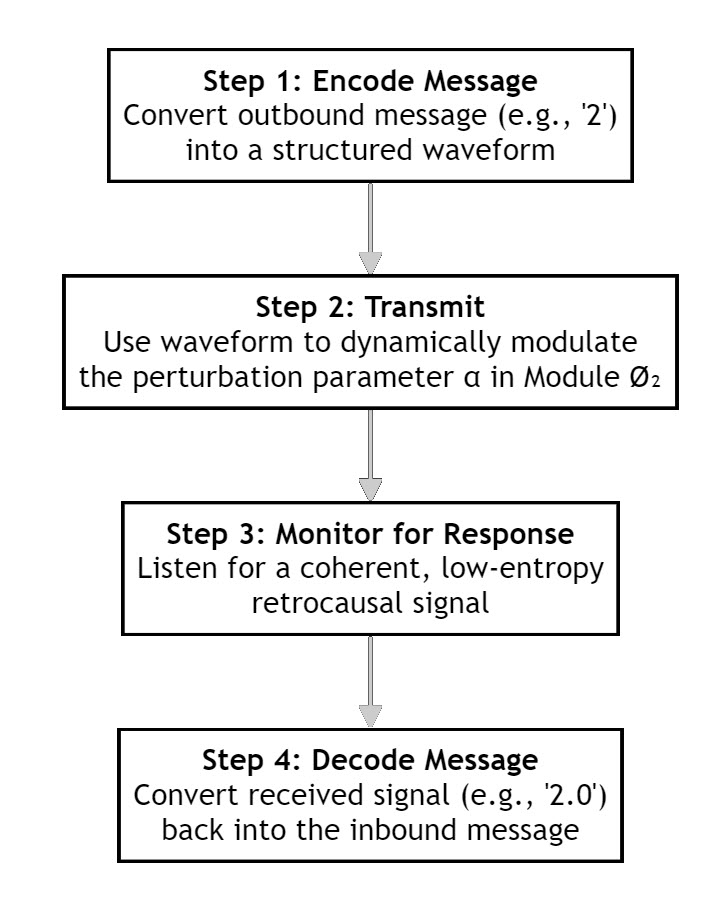 Step 1: Encode Message
Convert outbound message (e.g., '2')
into a structured waveform
Step 2: Transmit
Use waveform to dynamically modulate
the perturbation parameter α in Module Ø₂
Step 3: Monitor for Response
Listen for a coherent, low-entropy
retrocausal signal
Step 4: Decode Message
Convert received signal (e.g., '2.0')
back into the inbound message